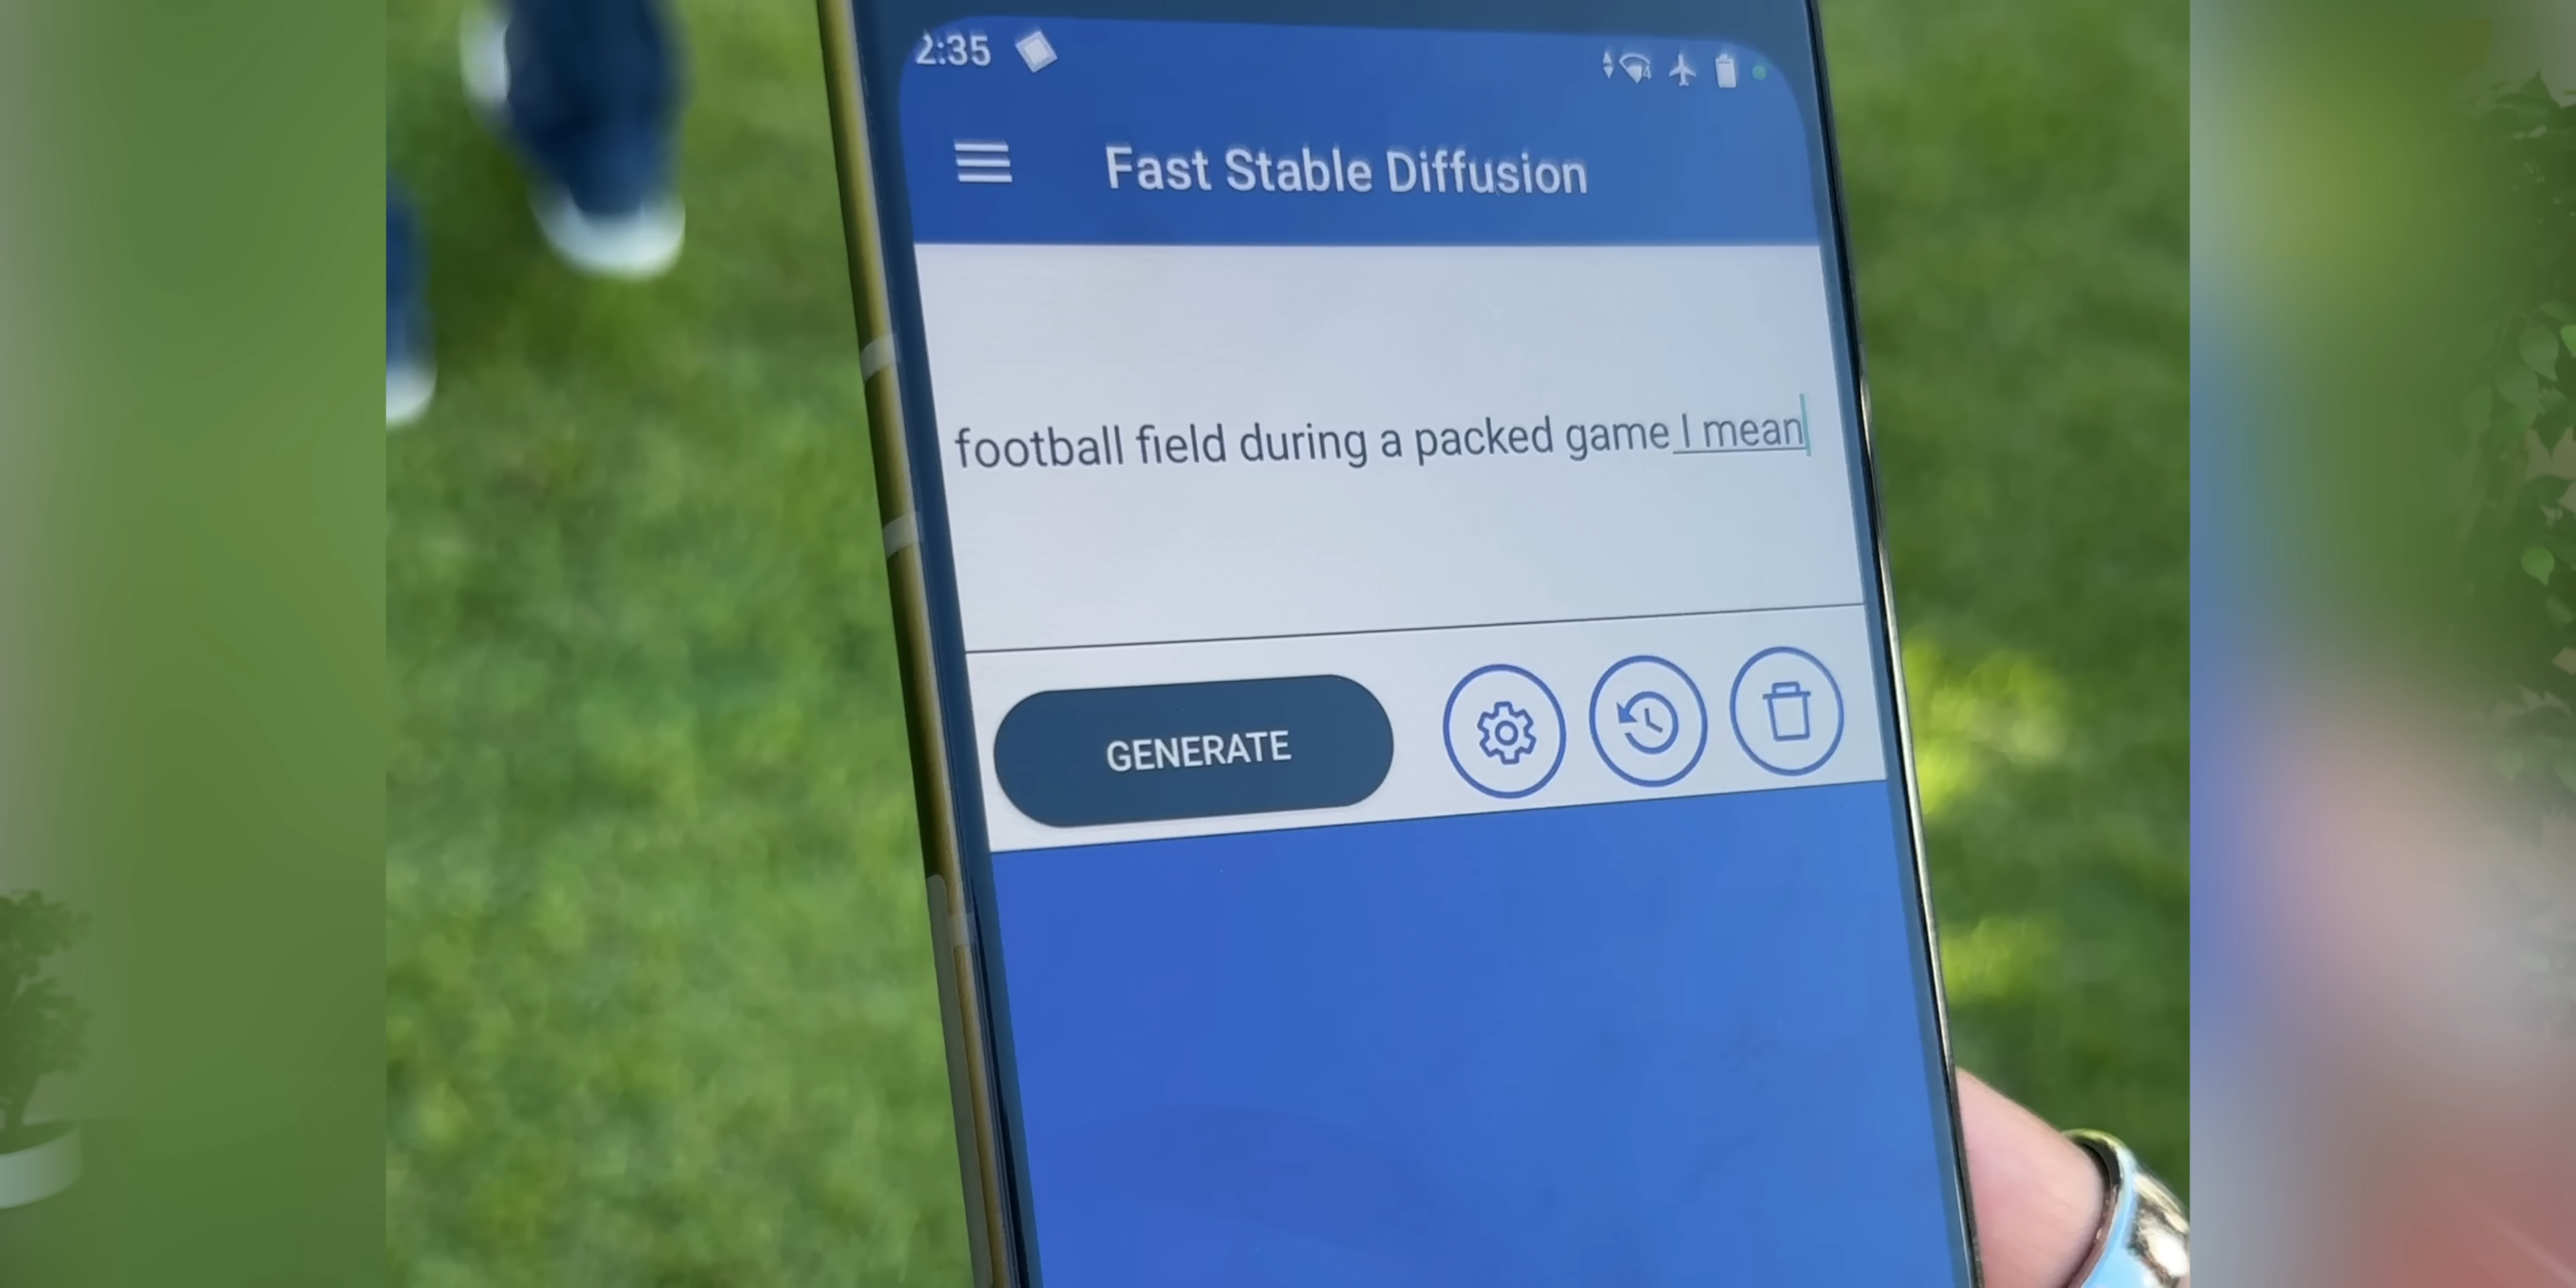 2:35
Fast Stable Diffusion
football field during a packed game I mean
GENERATE